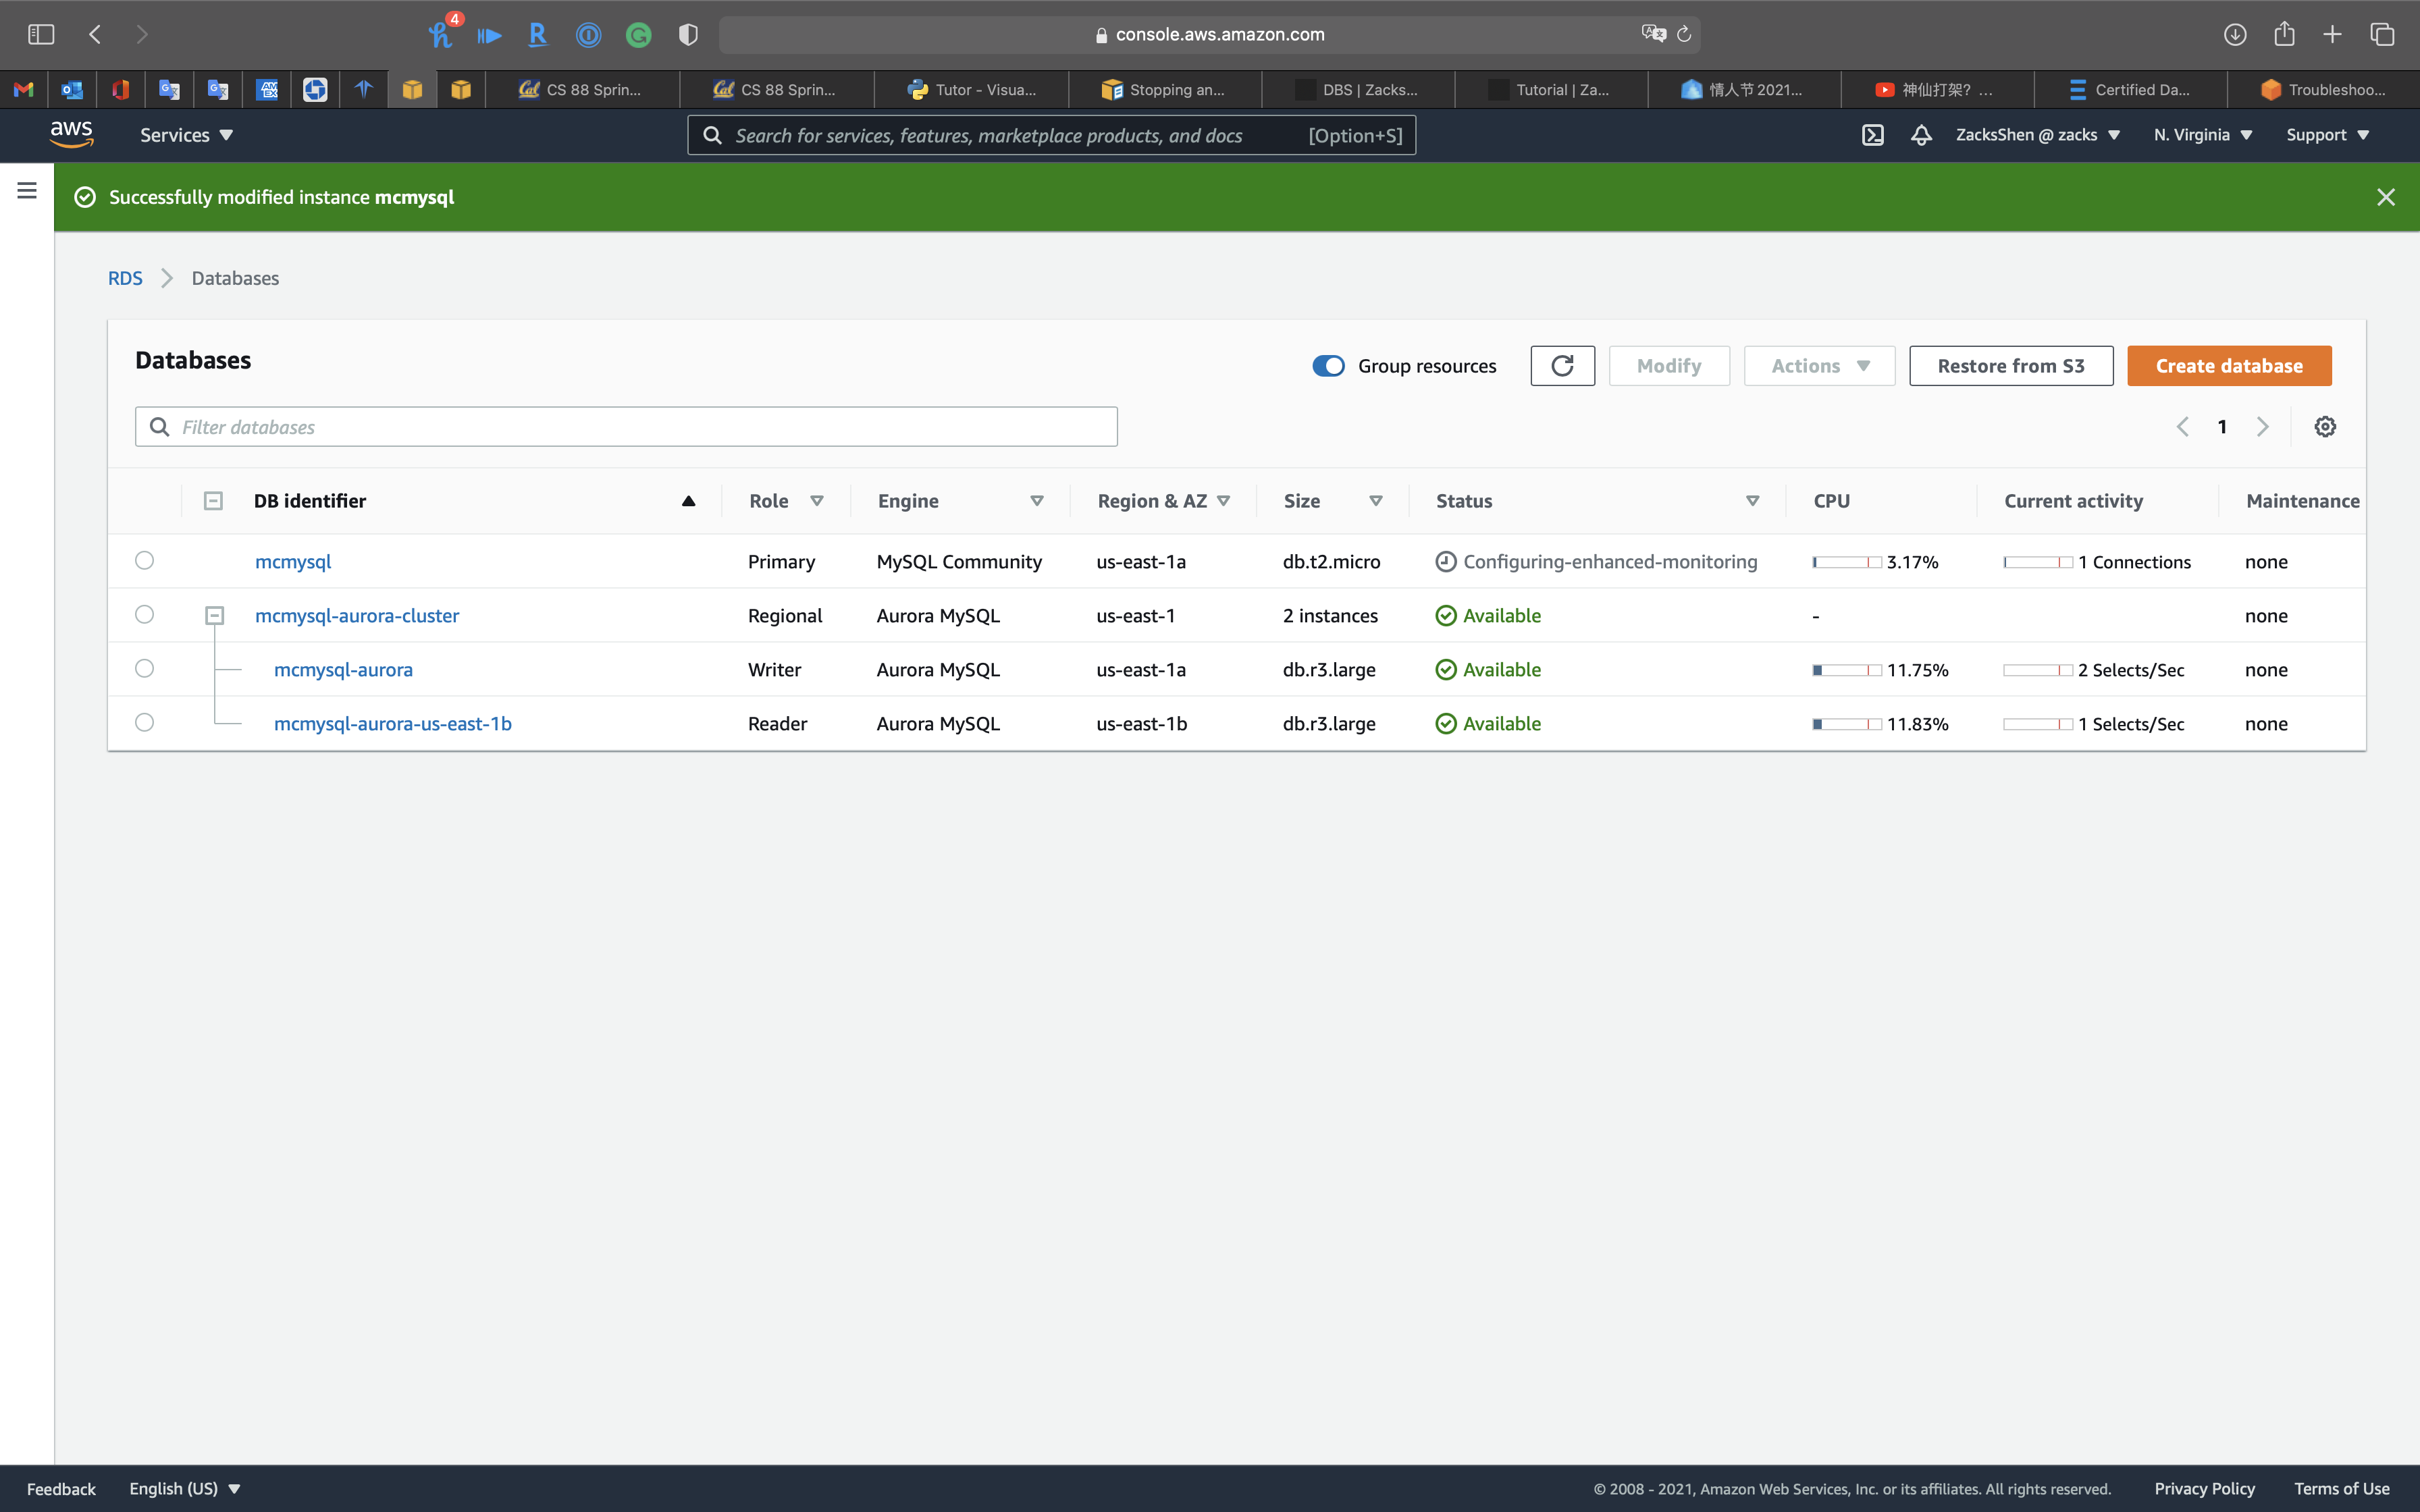 4
console.aws.amazon.com
CS 88 Sprin...
CS 88 Sprin...
Tutor - Visua...
Stopping an...
DBS | Zacks...
Tutorial | Za...
情人节 2021...
神仙打架? ...
Certified Da...
Troubleshoo...
aws
Services
Search for services, features, marketplace products, and docs [Option+S]
ZacksShen @ zacks
N. Virginia
Support
Successfully modified instance mcmysql
RDS
Databases
Databases
Group resources
Modify
Actions
Restore from S3
Create database
Filter databases
1
DB identifier Role Engine Region & AZ Size Status CPU Current activity Maintenance
mcmysql Primary MySQL Community us-east-1a db.t2.micro Configuring-enhanced-monitoring 3.17% 1 Connections none
mcmysql-aurora-cluster Regional Aurora MySQL us-east-1 2 instances Available - none
mcmysql-aurora Writer Aurora MySQL us-east-1a db.r3.large Available 11.75% 2 Selects/Sec none
mcmysql-aurora-us-east-1b Reader Aurora MySQL us-east-1b db.r3.large Available 11.83% 1 Selects/Sec none
Feedback English (US) © 2008 - 2021, Amazon Web Services, Inc. or its affiliates. All rights reserved. Privacy Policy Terms of Use